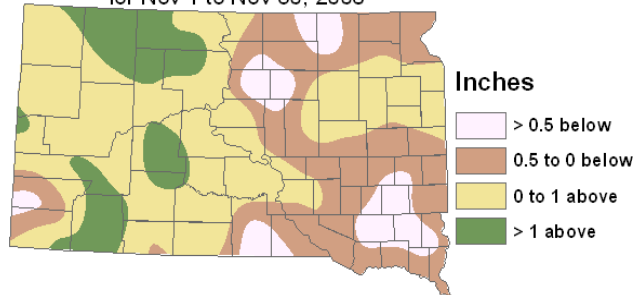 for Nov 1 to Nov 30,
Inches
> 0.5 below
0.5 to 0 below
0 to 1 above
> 1 above